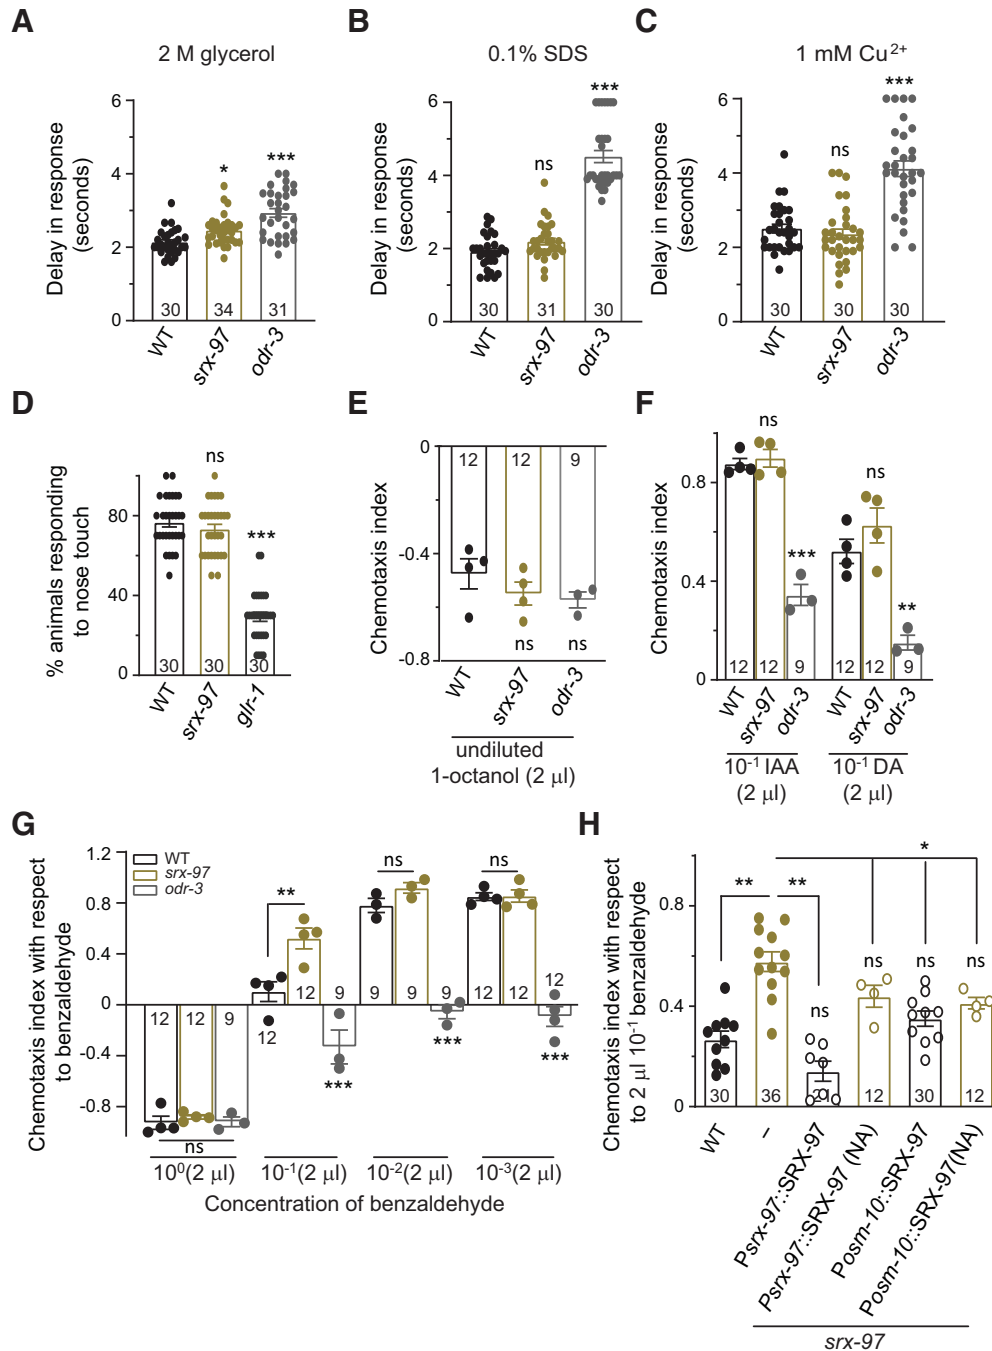 A
2 M glycerol
Delay in response
(seconds)
6
4
2
0
*
***
30
34
31
WT
srx-97
odr-3
B
0.1% SDS
Delay in response
(seconds)
6
4
2
0
ns
***
30
31
30
WT
srx-97
odr-3
C
1 mM Cu²⁺
Delay in response
(seconds)
6
4
2
0
ns
***
30
30
30
WT
srx-97
odr-3
D
% animals responding
to nose touch
80
40
0
ns
***
30
30
30
WT
srx-97
glr-1
E
Chemotaxis index
0
-0.4
-0.8
12
12
9
ns
ns
WT
srx-97
odr-3
undiluted
1-octanol (2 µl)
F
Chemotaxis index
0.8
0.4
0
ns
***
ns
**
12
12
9
12
12
9
WT
srx-97
odr-3
WT
srx-97
odr-3
10⁻¹ IAA
(2 µl)
10⁻¹ DA
(2 µl)
G
Chemotaxis index with respect
to benzaldehyde
1.2
0.8
0.4
0
-0.4
-0.8
WT
srx-97
odr-3
**
ns
ns
12
12
9
12
12
9
9
9
12
12
12
12
***
***
***
ns
10⁰(2 µl)
10⁻¹(2 µl)
10⁻²(2 µl)
10⁻³(2 µl)
Concentration of benzaldehyde
H
Chemotaxis index with respect
to 2 µl 10⁻¹ benzaldehyde
0.8
0.4
0
**
**
*
ns
ns
ns
ns
30
36
21
12
30
12
WT
–
Psrx-97::SRX-97
Psrx-97::SRX-97 (NA)
Posm-10::SRX-97
Posm-10::SRX-97(NA)
srx-97